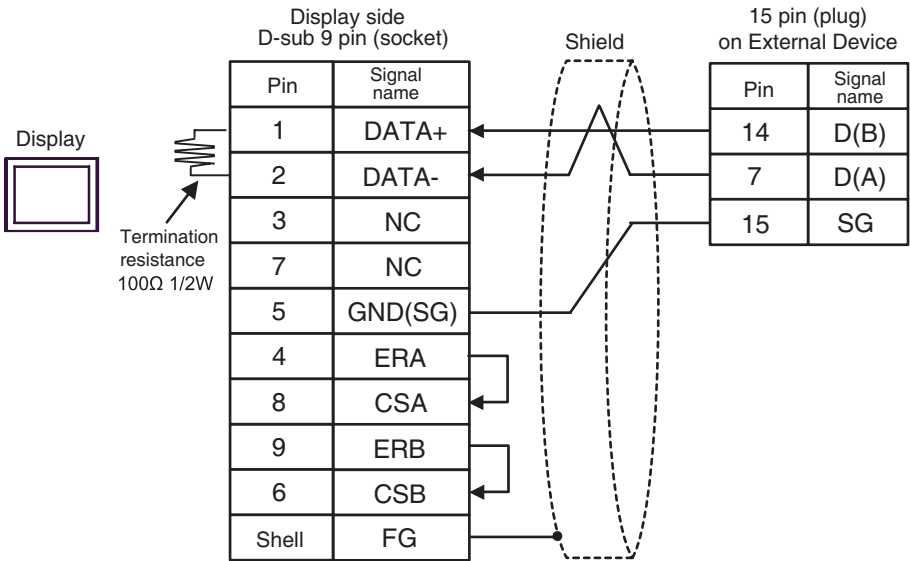 Display side
D-sub 9 pin (socket)
Shield
15 pin (plug)
on External Device
Display
Termination
resistance
100Ω 1/2W
Pin Signal name
1 DATA+
2 DATA-
3 NC
7 NC
5 GND(SG)
4 ERA
8 CSA
9 ERB
6 CSB
Shell FG
Pin Signal name
14 D(B)
7 D(A)
15 SG